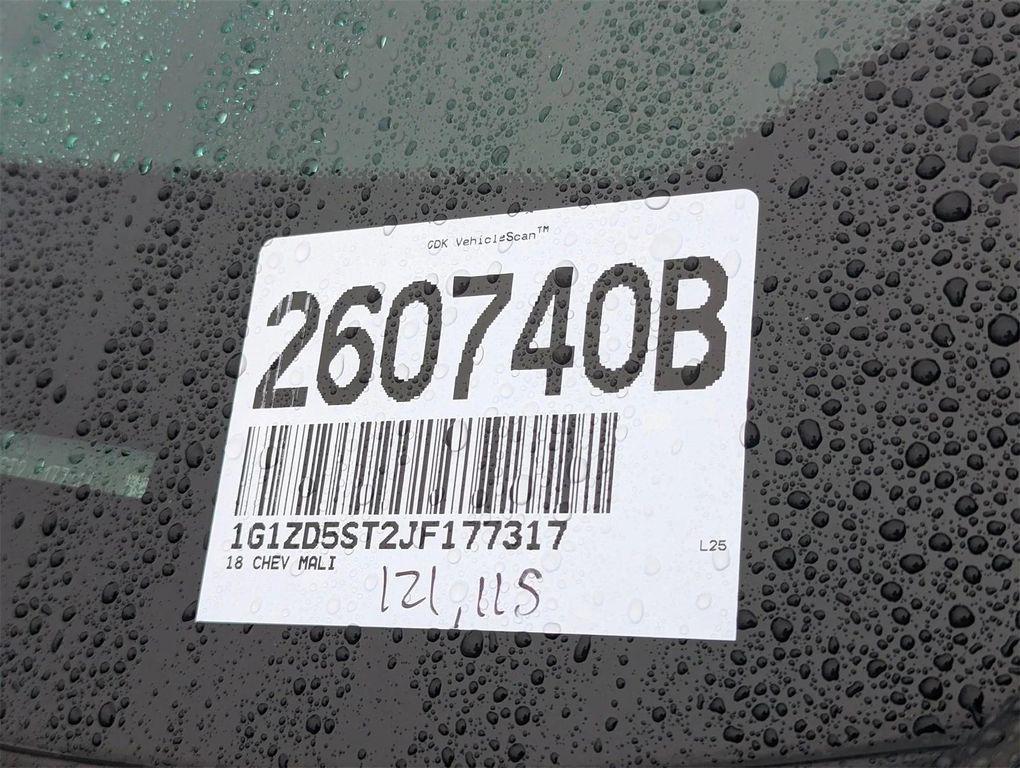 CDK VehicleScan™
260740B
1G1ZD5ST2JF177317
L25
18 CHEV MALI
121,115